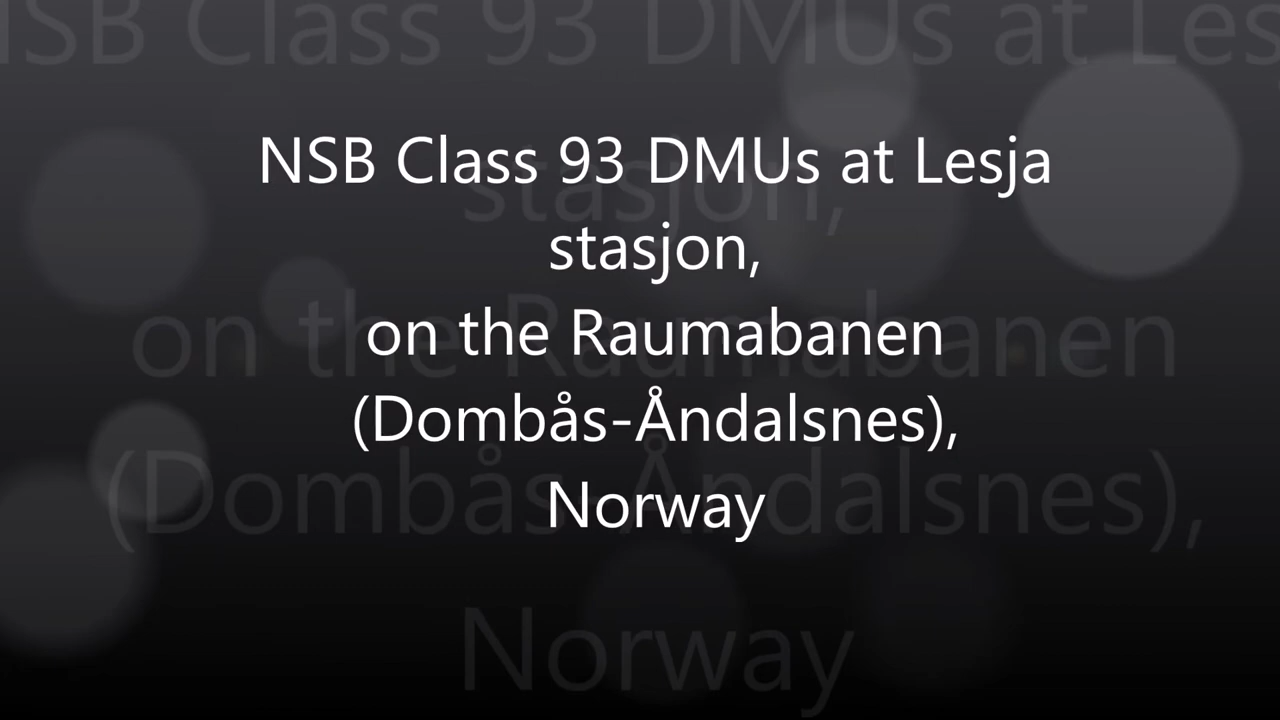 NSB Class 93 DMUs at Lesja
stasjon,
on the Raumabanen
(Dombås-Åndalsnes),
Norway